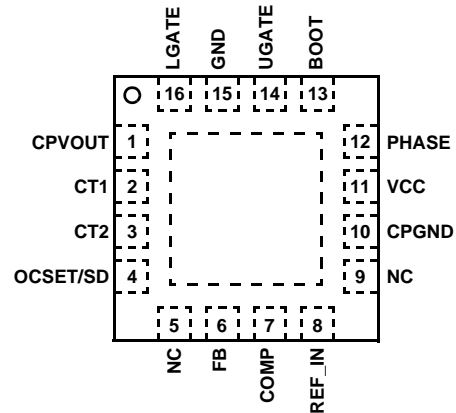 LGATE
GND
UGATE
BOOT
16 15 14 13
CPVOUT 1
12 PHASE
CT1 2
11 VCC
CT2 3
10 CPGND
OCSET/SD 4
9 NC
5 6 7 8
NC
FB
COMP
REF_IN